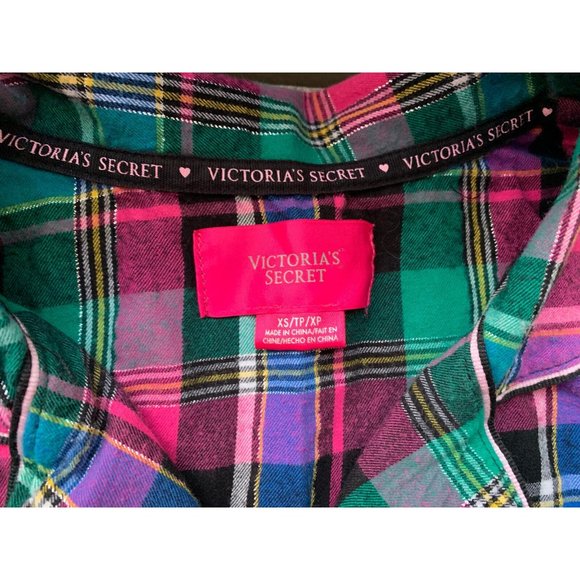 VICTORIA'S SECRET ♥ VICTORIA'S SECRET ♥ VICTORIA'S SECRET
VICTORIA'S
SECRET
XS/TP/XP
MADE IN CHINA/FAIT EN
CHINE/HECHO EN CHINA